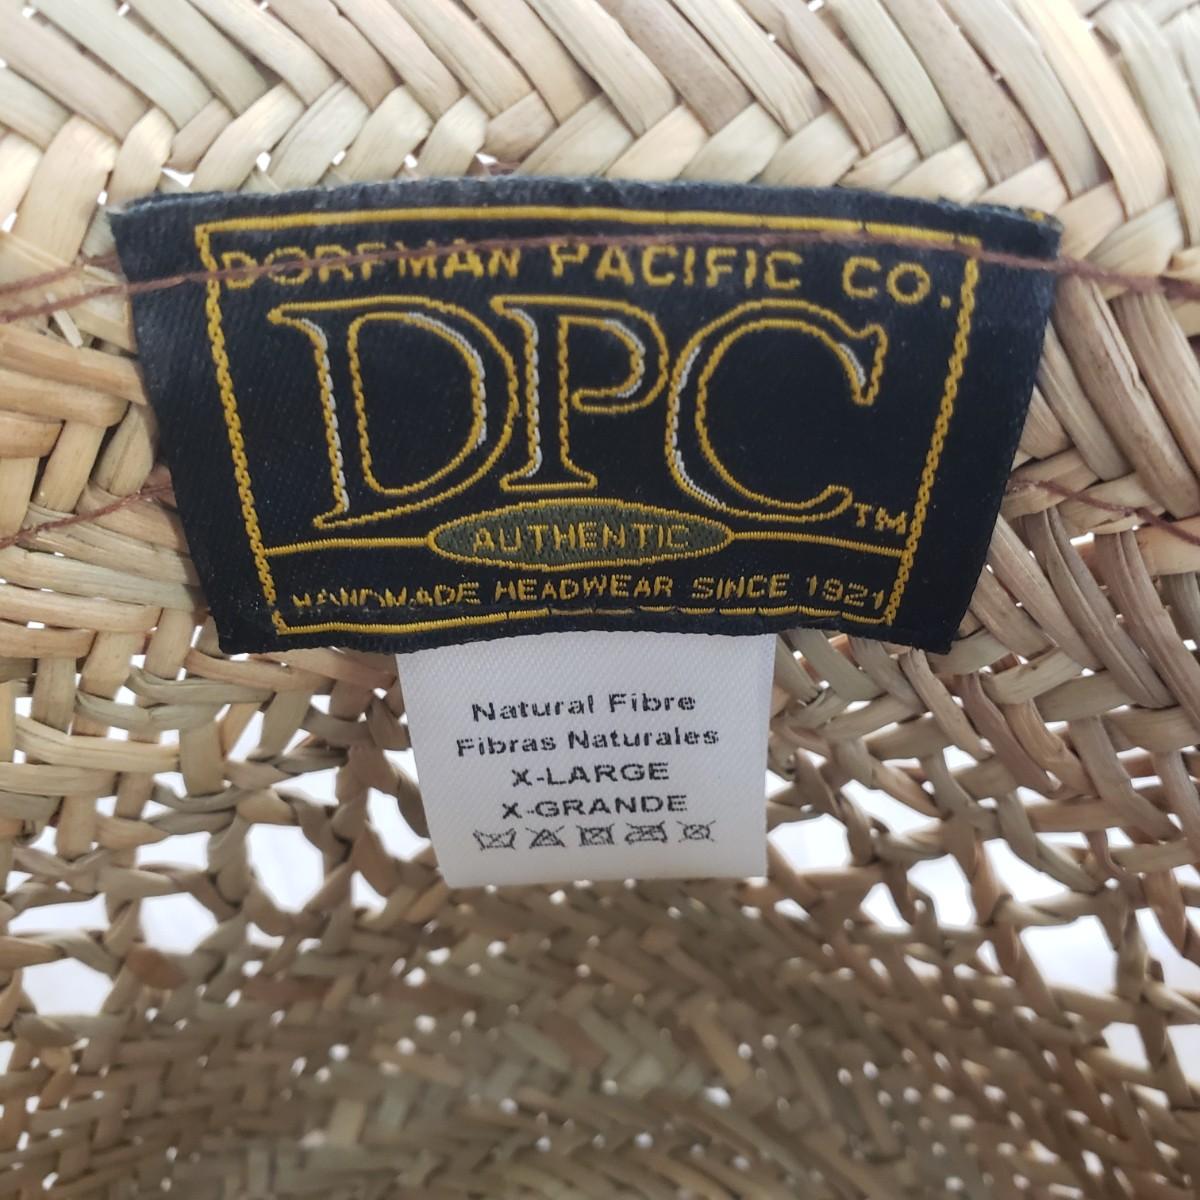 DORFMAN PACIFIC CO.
DPC TM
AUTHENTIC
HANDMADE HEADWEAR SINCE 1921
Natural Fibre
Fibras Naturales
X-LARGE
X-GRANDE